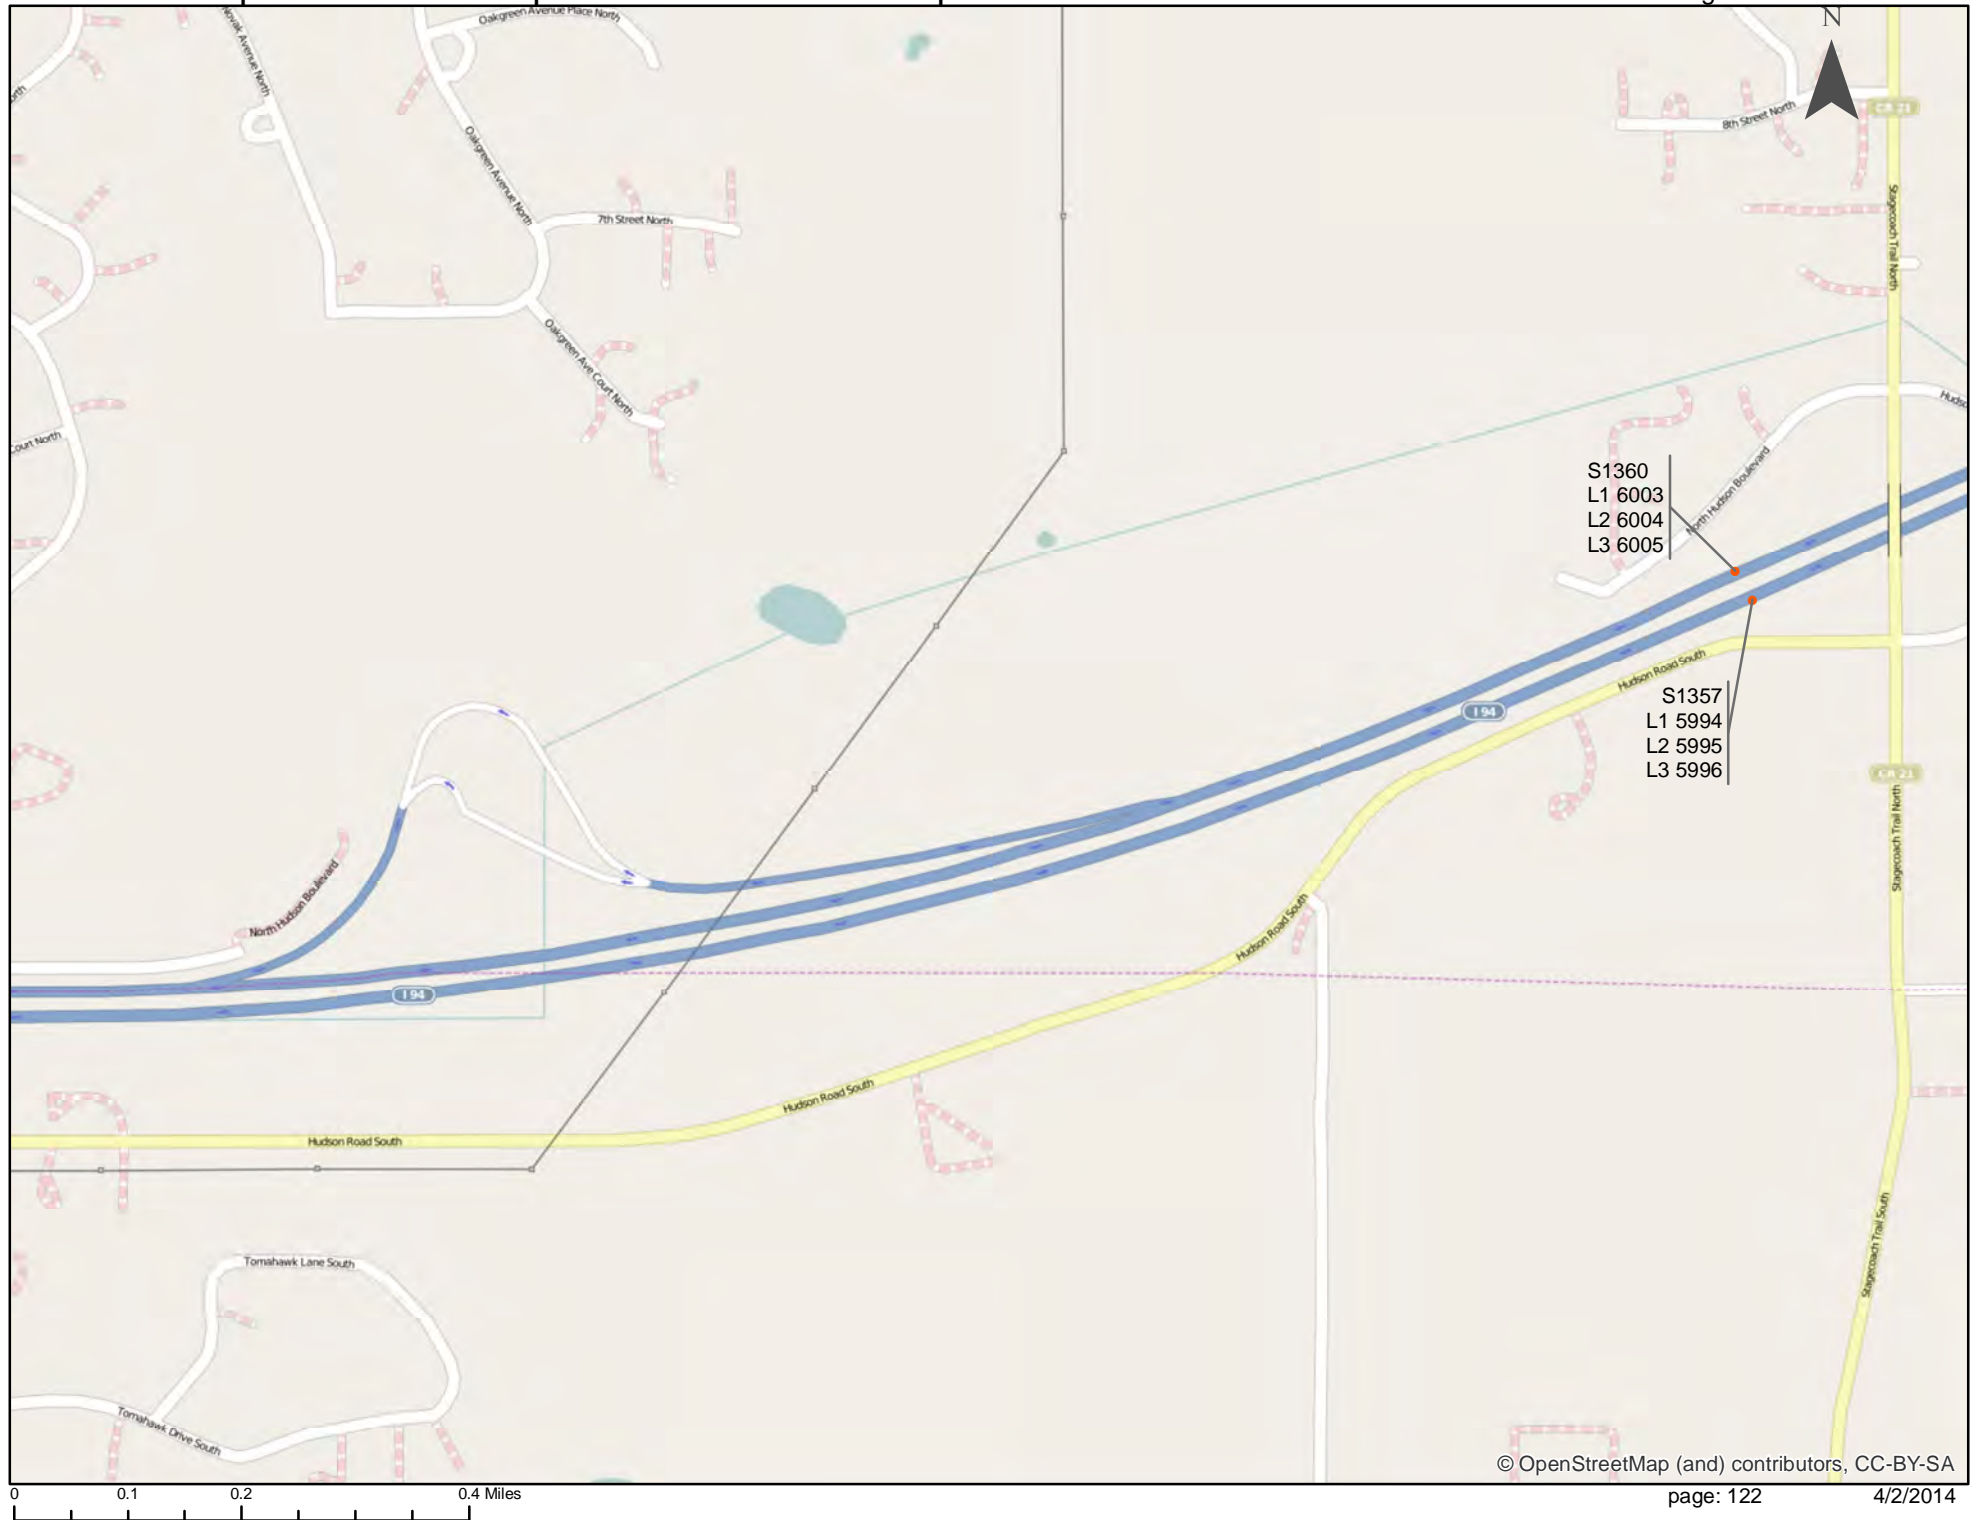 N
Oakgreen Avenue Place North
Novak Avenue North
Oakgreen Avenue North
7th Street North
8th Street North
CR 21
Stagecoach Trail North
Oakgreen Ave Court North
Court North
North Hudson Boulevard
S1360
L1 6003
L2 6004
L3 6005
Hudson Road South
I 94
S1357
L1 5994
L2 5995
L3 5996
CR 21
Stagecoach Trail North
North Hudson Boulevard
Hudson Road South
I 94
Hudson Road South
Hudson Road South
Stagecoach Trail South
Tomahawk Lane South
Tomahawk Drive South
© OpenStreetMap (and) contributors, CC-BY-SA
0 0.1 0.2 0.4 Miles
page: 122 4/2/2014